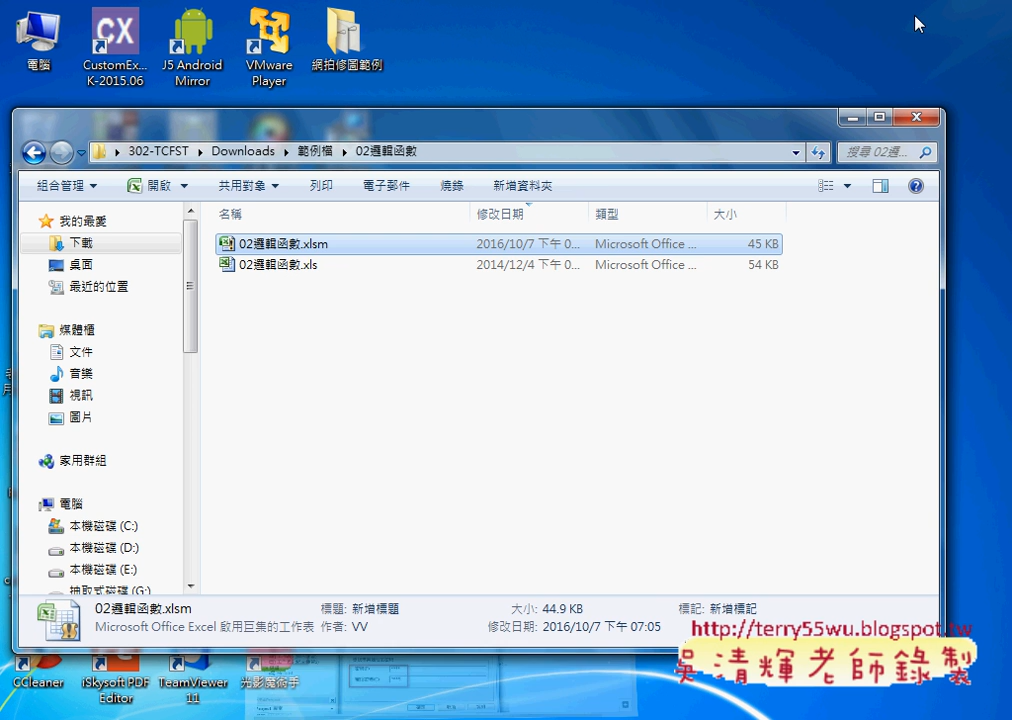 電腦
CustomEx...
K-2015.06
J5 Android
Mirror
VMware
Player
網拍修圖範例
302-TCFST
Downloads
範例檔
02邏輯函數
搜尋 02邏...
組合管理
開啟
共用對象
列印
電子郵件
燒錄
新增資料夾
名稱
修改日期
類型
大小
我的最愛
下載
桌面
最近的位置
媒體櫃
文件
音樂
視訊
圖片
家用群組
電腦
本機磁碟 (C:)
本機磁碟 (D:)
本機磁碟 (E:)
抽取式磁碟 (G:)
02邏輯函數.xlsm
2016/10/7 下午 0...
Microsoft Office ...
45 KB
02邏輯函數.xls
2014/12/4 下午 0...
Microsoft Office ...
54 KB
02邏輯函數.xlsm
標題: 新增標題
大小: 44.9 KB
標記: 新增標記
Microsoft Office Excel 啟用巨集的工作表
作者: VV
修改日期: 2016/10/7 下午 07:05
http://terry55wu.blogspot.tw
吳清輝老師錄製
CCleaner
iSkysoft PDF
Editor
TeamViewer
11
光影魔術手